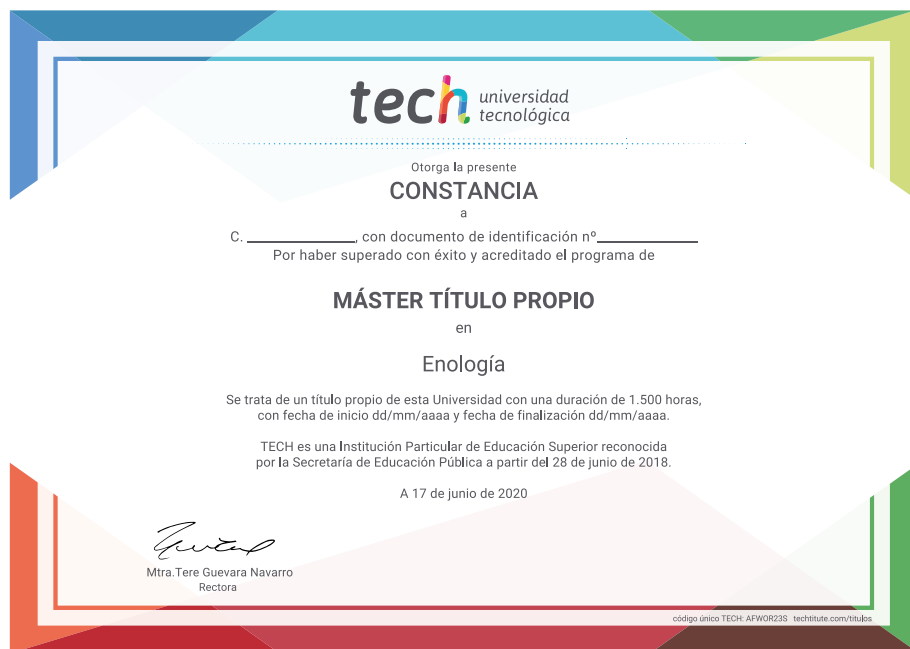 tech universidad
tecnológica
Otorga la presente
CONSTANCIA
a
C. ____________, con documento de identificación nº____________
Por haber superado con éxito y acreditado el programa de
MÁSTER TÍTULO PROPIO
en
Enología
Se trata de un título propio de esta Universidad con una duración de 1.500 horas,
con fecha de inicio dd/mm/aaaa y fecha de finalización dd/mm/aaaa.
TECH es una Institución Particular de Educación Superior reconocida
por la Secretaría de Educación Pública a partir del 28 de junio de 2018.
A 17 de junio de 2020
Mtra.Tere Guevara Navarro
Rectora
código único TECH: AFWOR23S techtitute.com/titulos